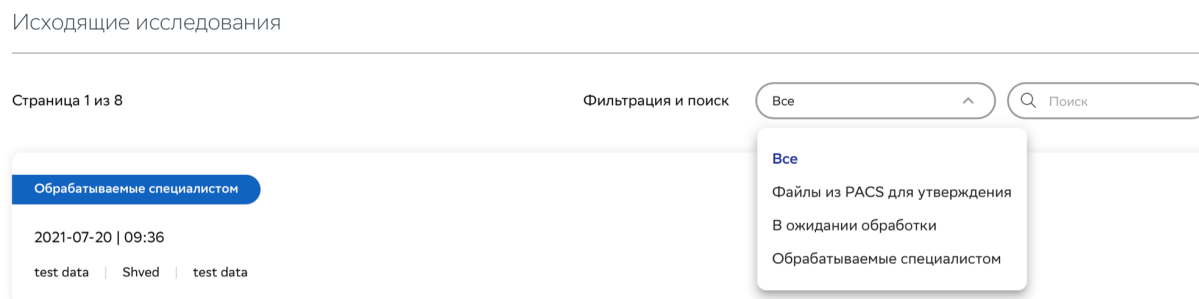 Исходящие исследования
Страница 1 из 8
Фильтрация и поиск
Все
Поиск
Все
Файлы из PACS для утверждения
В ожидании обработки
Обрабатываемые специалистом
Обрабатываемые специалистом
2021-07-20 | 09:36
test data | Shved | test data